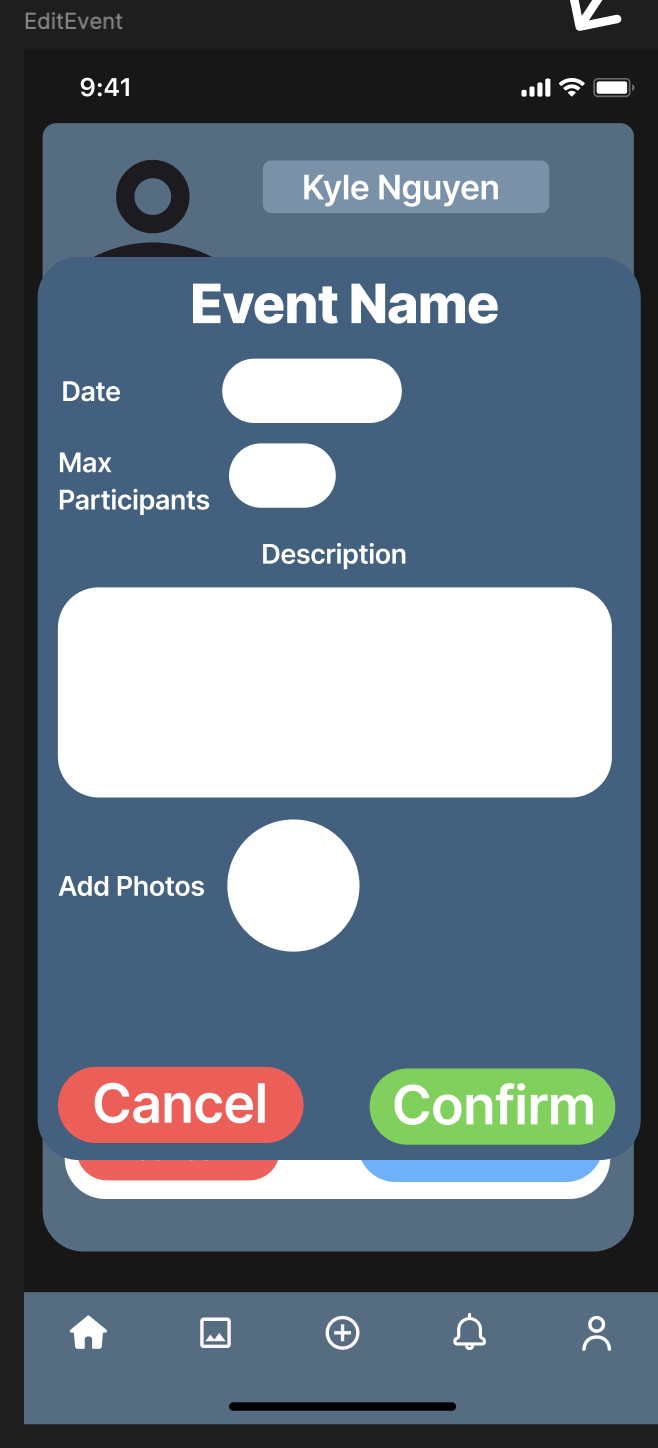 EditEvent
9:41
Kyle Nguyen
Event Name
Date
Max
Participants
Description
Add Photos
Cancel
Confirm